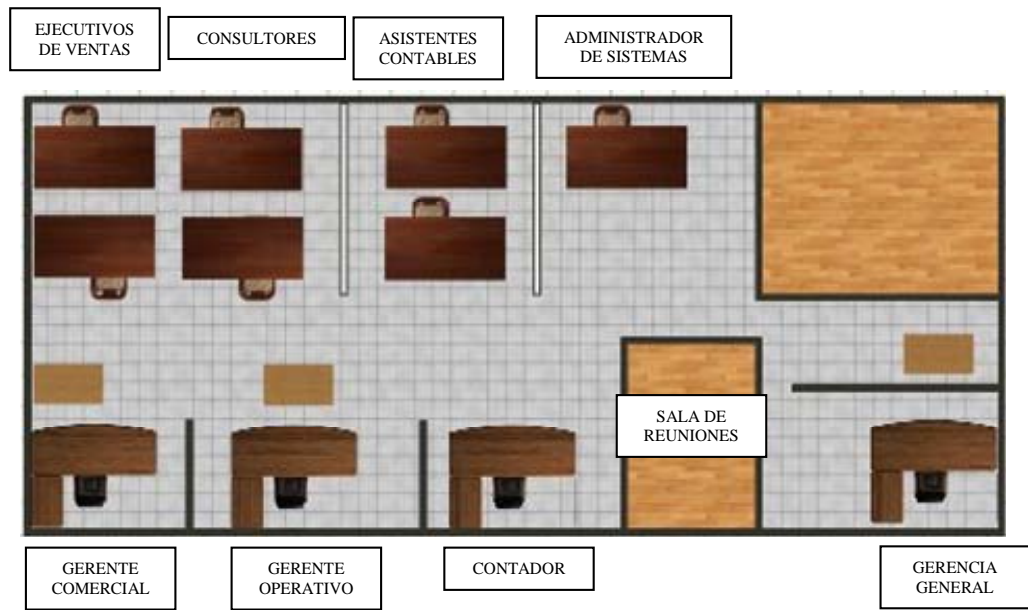 EJECUTIVOS
DE VENTAS
CONSULTORES
ASISTENTES
CONTABLES
ADMINISTRADOR
DE SISTEMAS
SALA DE
REUNIONES
GERENTE
COMERCIAL
GERENTE
OPERATIVO
CONTADOR
GERENCIA
GENERAL